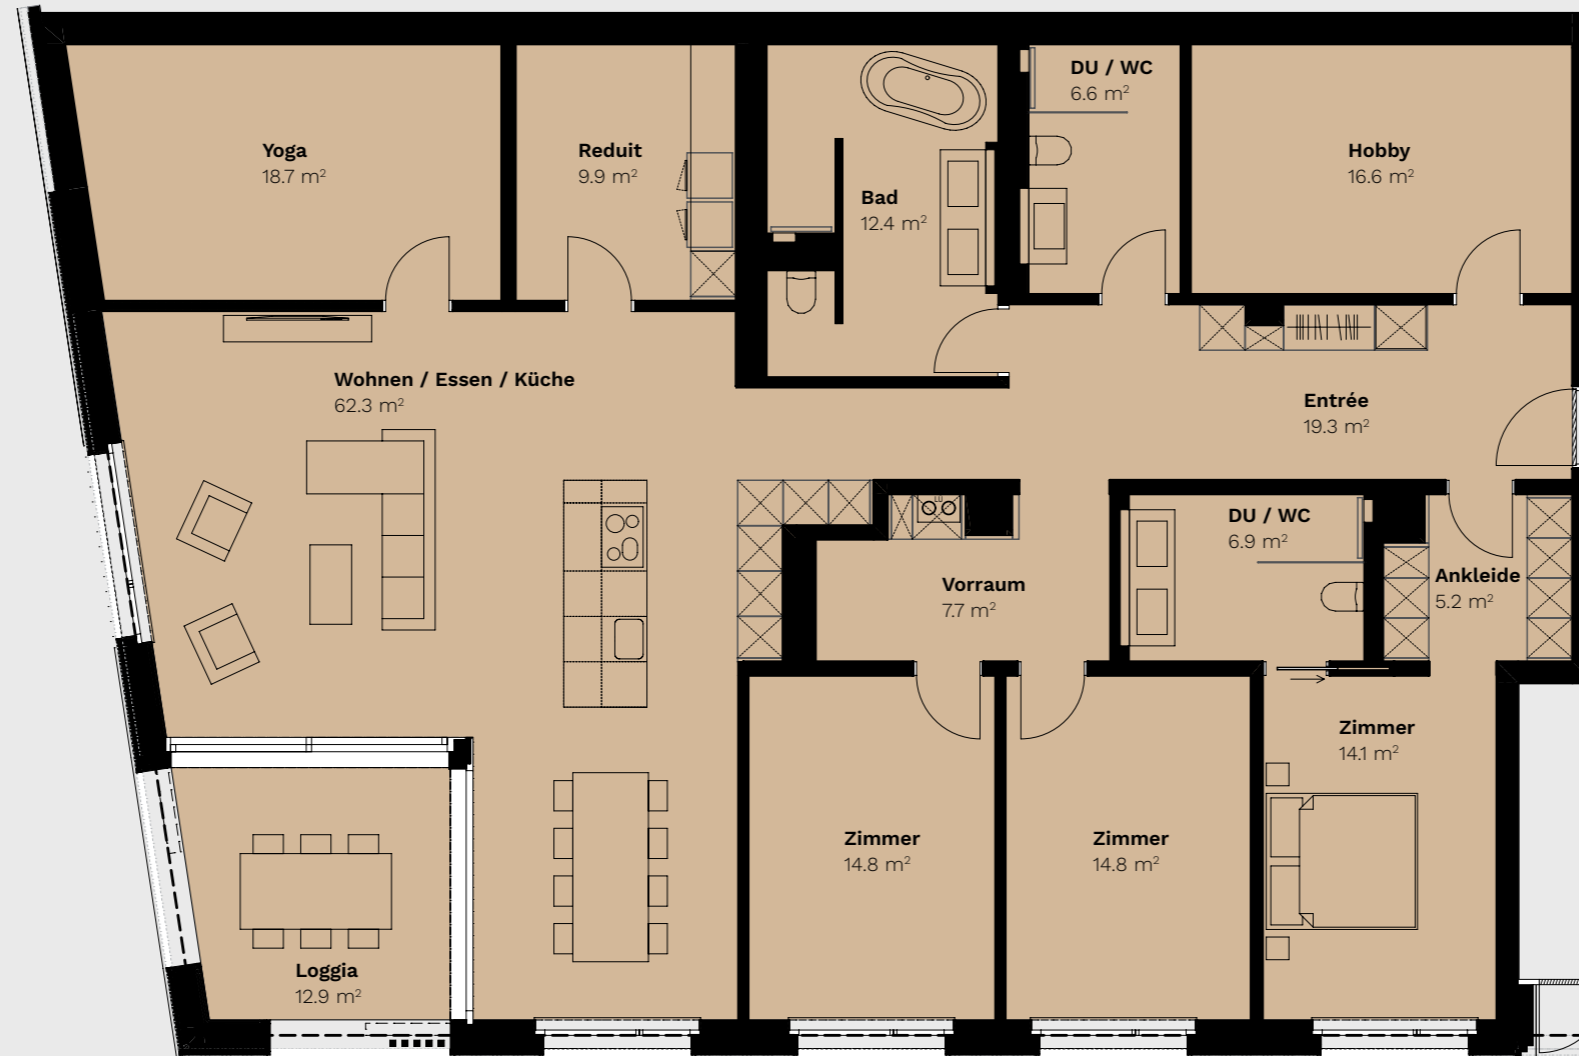 Yoga
18.7 m²
Reduit
9.9 m²
Bad
12.4 m²
DU / WC
6.6 m²
Hobby
16.6 m²
Wohnen / Essen / Küche
62.3 m²
Entrée
19.3 m²
Vorraum
7.7 m²
DU / WC
6.9 m²
Ankleide
5.2 m²
Zimmer
14.8 m²
Zimmer
14.8 m²
Zimmer
14.1 m²
Loggia
12.9 m²